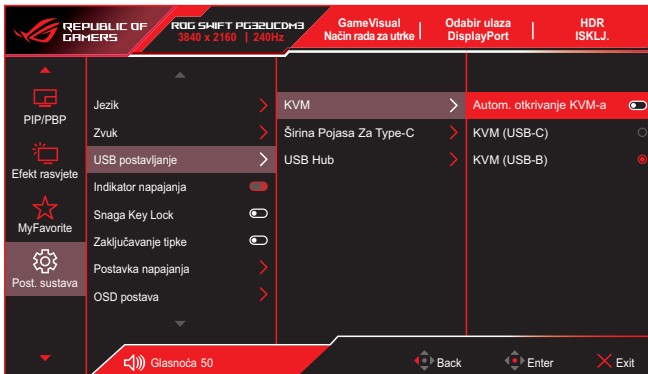 REPUBLIC OF
GAMERS
ROG SWIFT PG32UCDM3
3840 x 2160 | 240Hz
GameVisual
Način rada za utrke
Odabir ulaza
DisplayPort
HDR
ISKLJ.
PIP/PBP
Efekt rasvjete
MyFavorite
Post. sustava
Jezik
Zvuk
USB postavljanje
Indikator napajanja
Snaga Key Lock
Zaključavanje tipke
Postavka napajanja
OSD postava
KVM
Širina Pojasa Za Type-C
USB Hub
Autom. otkrivanje KVM-a
KVM (USB-C)
KVM (USB-B)
Glasnoća 50
Back
Enter
Exit